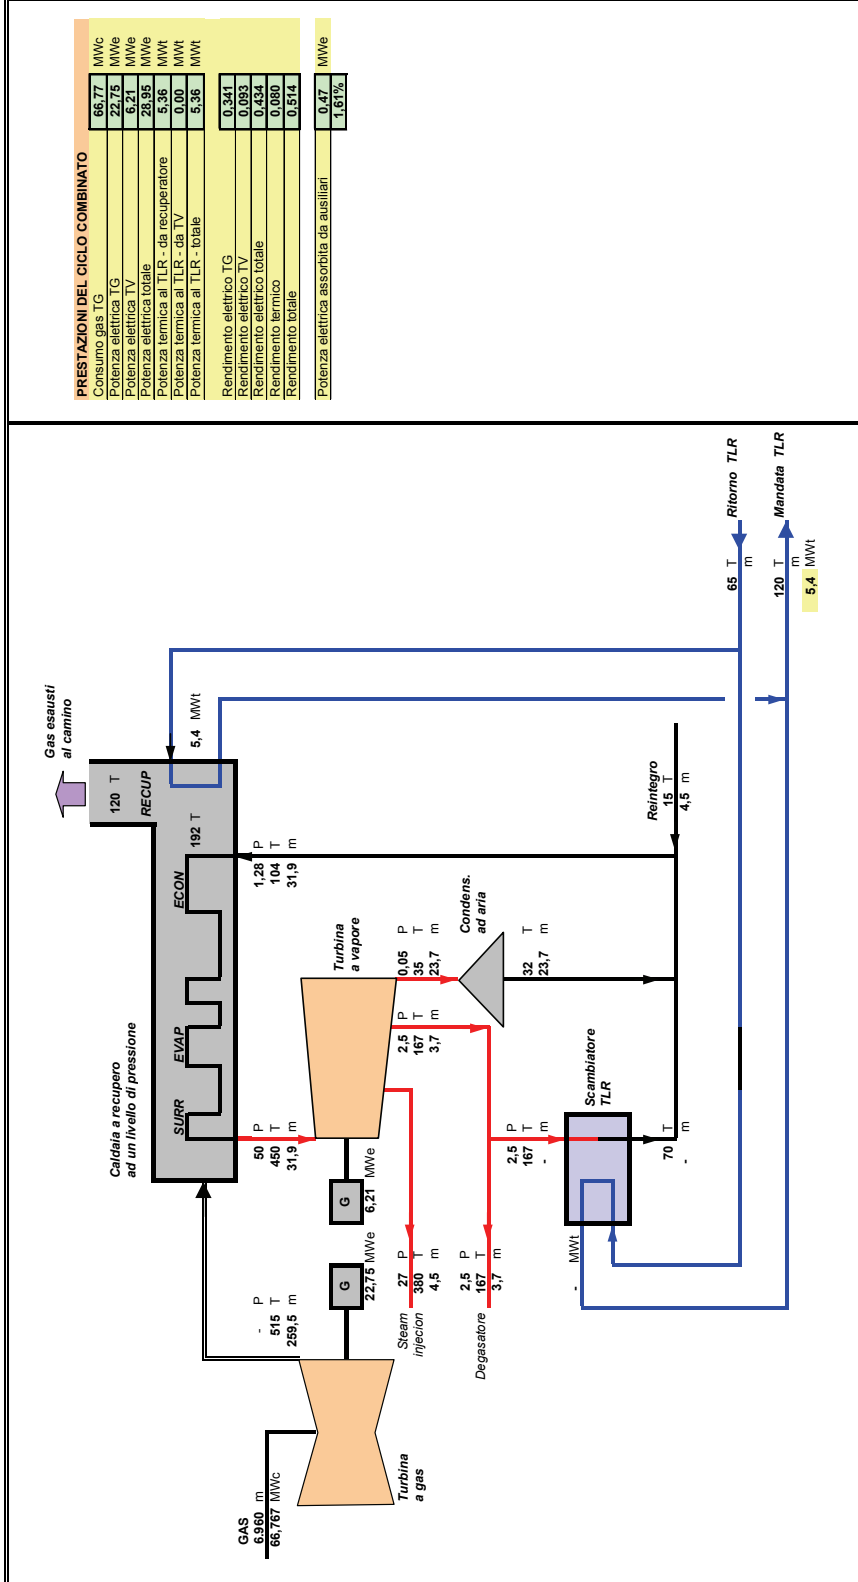 PRESTAZIONI DEL CICLO COMBINATO
Consumo gas TG 66,77 MWc
Potenza elettrica TG 22,75 MWe
Potenza elettrica TV 6,21 MWe
Potenza elettrica totale 28,95 MWe
Potenza termica al TLR - da recuperatore 5,36 MWt
Potenza termica al TLR - da TV 0,00 MWt
Potenza termica al TLR - totale 5,36 MWt
Rendimento elettrico TG 0,341
Rendimento elettrico TV 0,093
Rendimento elettrico totale 0,434
Rendimento termico 0,080
Rendimento totale 0,514
Potenza elettrica assorbita da ausiliari 0,47 MWe
1,61%
Gas esausti
al camino
120 T
RECUP
5,4 MWt
192 T
Caldaia a recupero
ad un livello di pressione
SURR
EVAP
ECON
1,28 P
104 T
31,9 m
50 P
450 T
31,9 m
- P
515 T
259,5 m
GAS
6.960 m
66,767 MWc
Turbina
a gas
G
22,75 MWe
G
6,21 MWe
Turbina
a vapore
0,05 P
35 T
23,7 m
2,5 P
167 T
3,7 m
Condens.
ad aria
32 T
23,7 m
Steam
injecion
27 P
380 T
4,5 m
Degasatore
2,5 P
167 T
3,7 m
2,5 P
167 T
- m
Scambiatore
TLR
- MWt
70 T
- m
Reintegro
15 T
4,5 m
Ritorno TLR
65 T
m
Mandata TLR
120 T
m
5,4 MWt